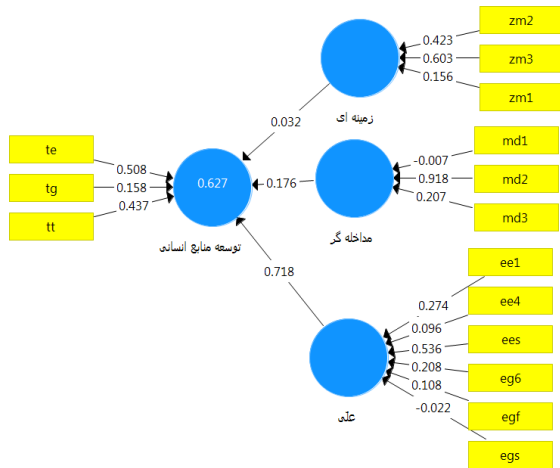 zm2
0.423
zm3
0.603
0.156
zm1
زمینه ای
0.032
te
0.508
tg
0.158
tt
0.437
0.627
توسعه منابع انسانی
0.176
md1
-0.007
md2
0.918
0.207
md3
مداخله گر
0.718
ee1
0.274
ee4
0.096
ees
0.536
0.208
eg6
0.108
egf
-0.022
egs
علّی